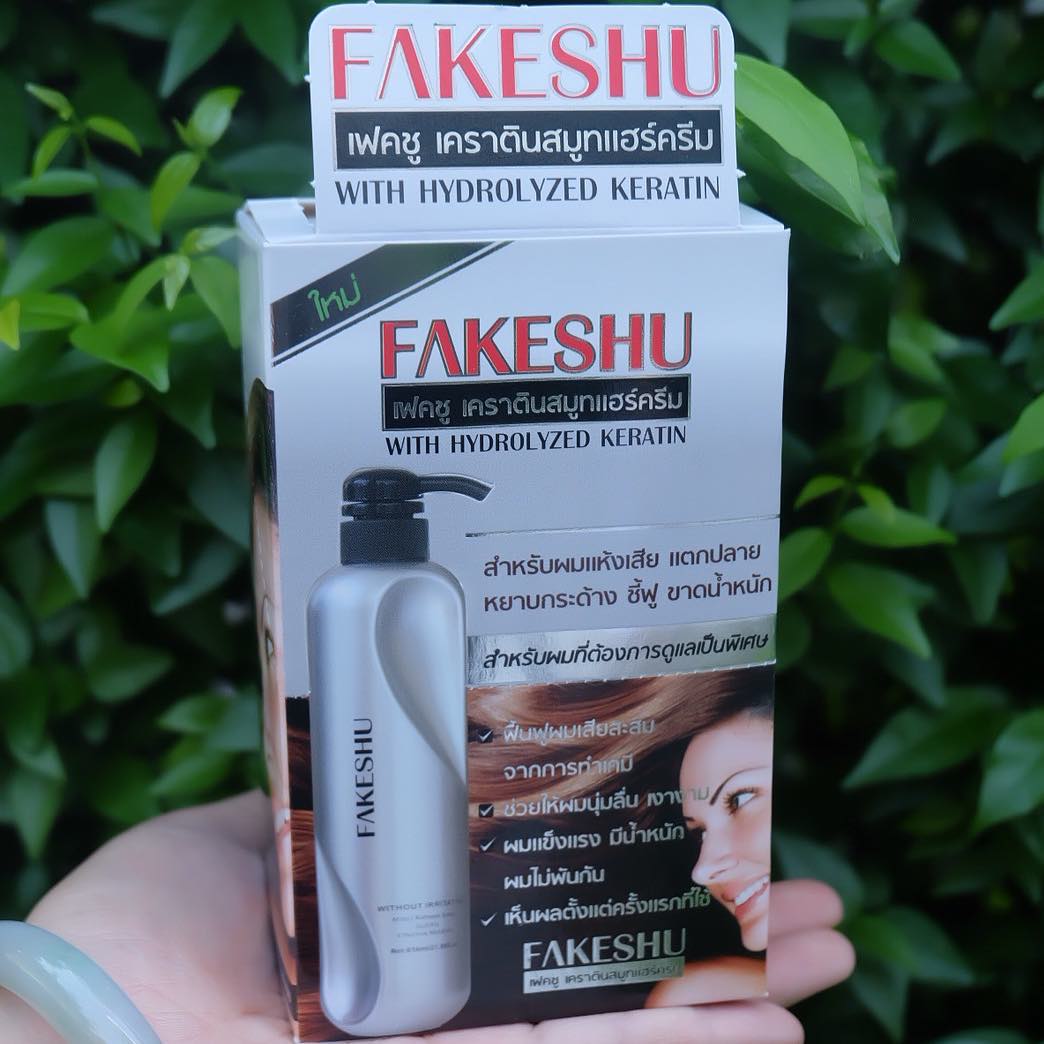 FAKESHU
เฟคชู เคราตินสมูทแฮร์ครีม
WITH HYDROLYZED KERATIN
ใหม่
FAKESHU
เฟคชู เคราตินสมูทแฮร์ครีม
WITH HYDROLYZED KERATIN
สำหรับผมแห้งเสีย แตกปลาย
หยาบกระด้าง ชี้ฟู ขาดน้ำหนัก
สำหรับผมที่ต้องการดูแลเป็นพิเศษ
ฟื้นฟูผมเสียสะสม
จากการทำเคมี
ช่วยให้ผมนุ่มลื่น เงางาม
ผมแข็งแรง มีน้ำหนัก
ผมไม่พันกัน
เห็นผลตั้งแต่ครั้งแรกที่ใช้
FAKESHU
เฟคชู เคราตินสมูทแฮร์ครีม
FAKESHU
WITHOUT